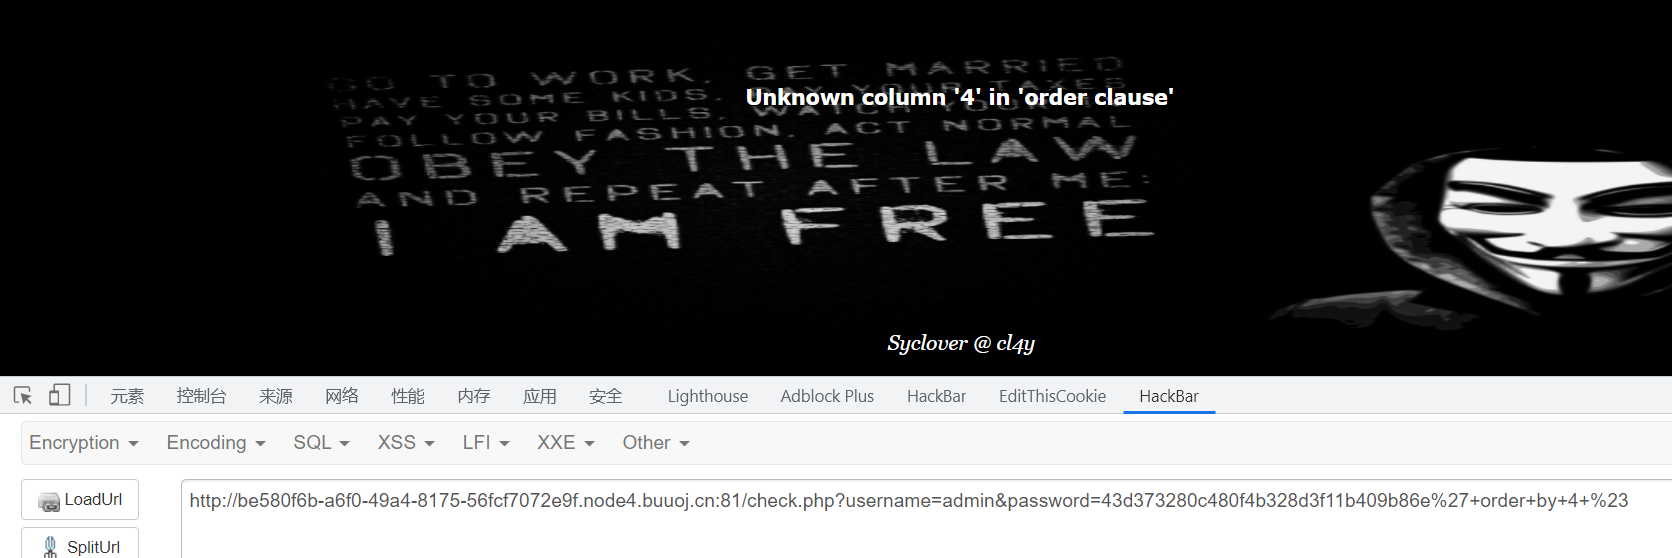 GO TO WORK. GET MARRIED
HAVE SOME KIDS. PAY YOUR TAXES
Unknown column '4' in 'order clause'
PAY YOUR BILLS. WATCH YOUR
FOLLOW FASHION. ACT NORMAL
OBEY THE LAW
AND REPEAT AFTER ME:
I AM FREE
Syclover @ cl4y
元素 控制台 来源 网络 性能 内存 应用 安全 Lighthouse Adblock Plus HackBar EditThisCookie HackBar
Encryption Encoding SQL XSS LFI XXE Other
LoadUrl
http://be580f6b-a6f0-49a4-8175-56fcf7072e9f.node4.buuoj.cn:81/check.php?username=admin&password=43d373280c480f4b328d3f11b409b86e%27+order+by+4+%23
SplitUrl